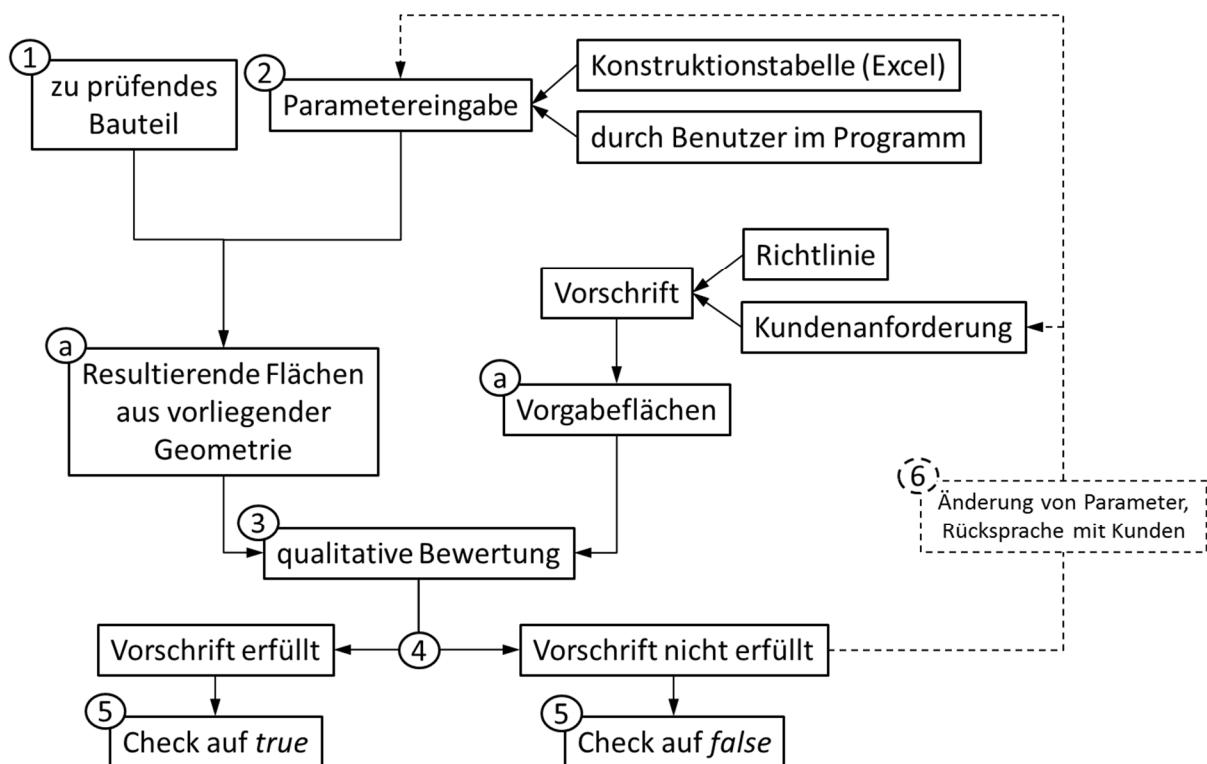 1
zu prüfendes
Bauteil
2
Parametereingabe
Konstruktionstabelle (Excel)
durch Benutzer im Programm
Richtlinie
Vorschrift
Kundenanforderung
a
Resultierende Flächen
aus vorliegender
Geometrie
a
Vorgabeflächen
6
Änderung von Parameter,
Rücksprache mit Kunden
3
qualitative Bewertung
Vorschrift erfüllt
4
Vorschrift nicht erfüllt
5
Check auf true
5
Check auf false